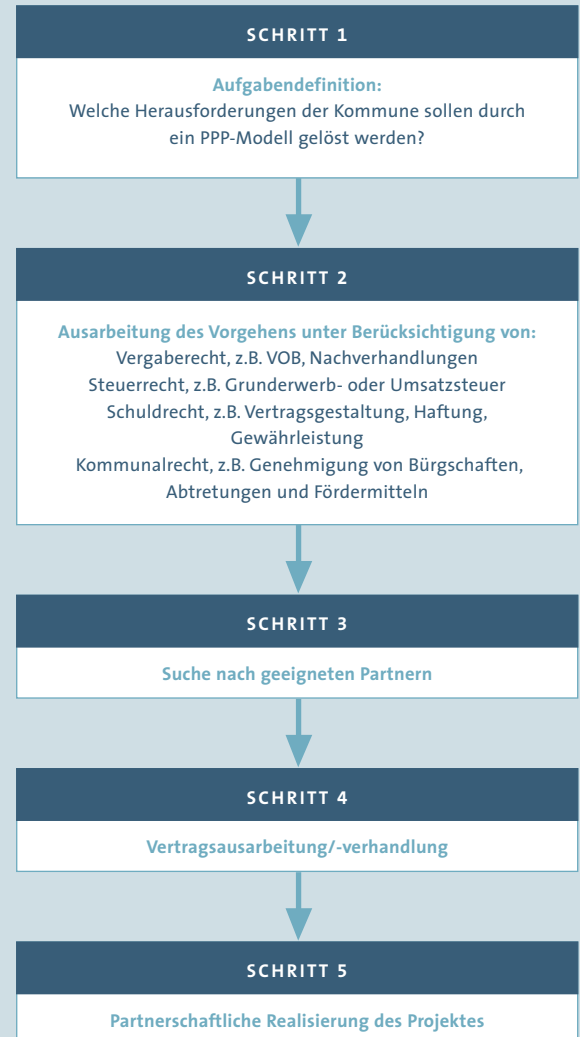 SCHRITT 1
Aufgabendefinition:
Welche Herausforderungen der Kommune sollen durch
ein PPP-Modell gelöst werden?
SCHRITT 2
Ausarbeitung des Vorgehens unter Berücksichtigung von:
Vergaberecht, z.B. VOB, Nachverhandlungen
Steuerrecht, z.B. Grunderwerb- oder Umsatzsteuer
Schuldrecht, z.B. Vertragsgestaltung, Haftung,
Gewährleistung
Kommunalrecht, z.B. Genehmigung von Bürgschaften,
Abtretungen und Fördermitteln
SCHRITT 3
Suche nach geeigneten Partnern
SCHRITT 4
Vertragsausarbeitung/-verhandlung
SCHRITT 5
Partnerschaftliche Realisierung des Projektes